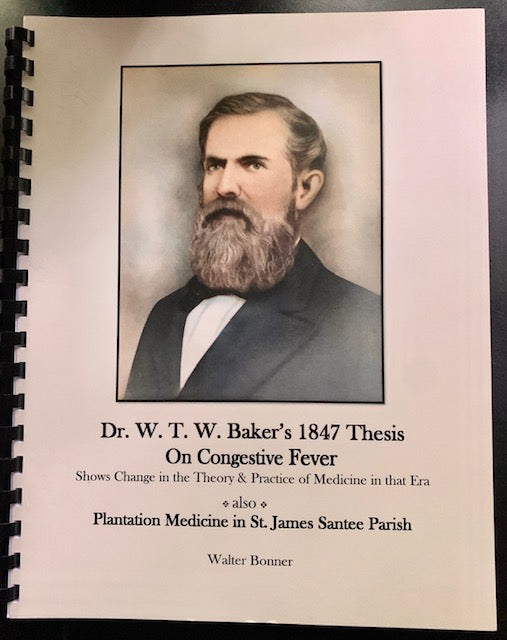 Dr. W. T. W. Baker's 1847 Thesis
On Congestive Fever
Shows Change in the Theory & Practice of Medicine in that Era
❖ also ❖
Plantation Medicine in St. James Santee Parish
Walter Bonner